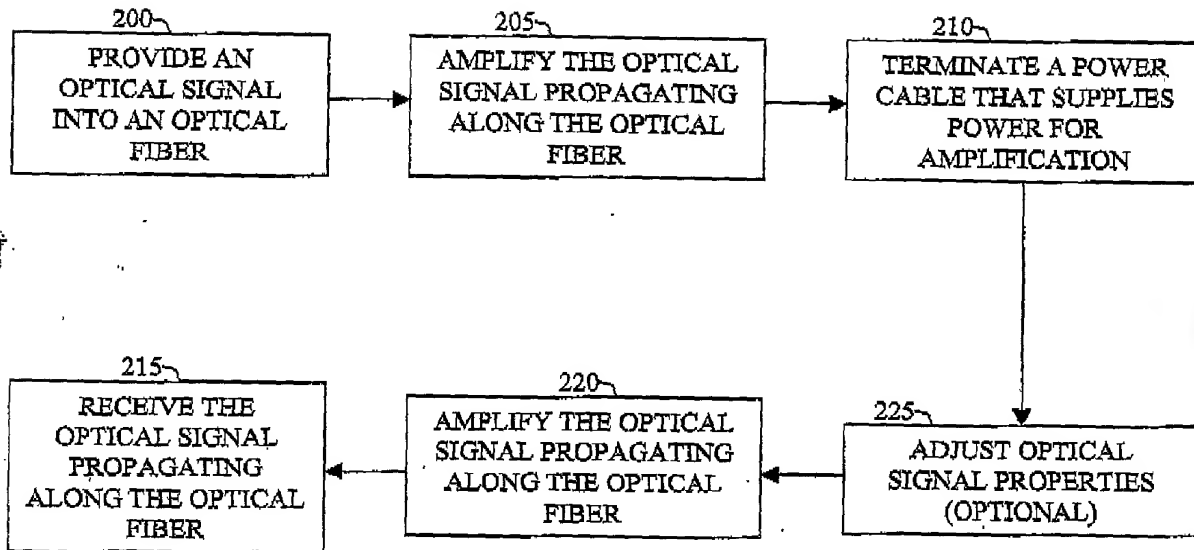 200
PROVIDE AN
OPTICAL SIGNAL
INTO AN OPTICAL
FIBER
205
AMPLIFY THE OPTICAL
SIGNAL PROPAGATING
ALONG THE OPTICAL
FIBER
210
TERMINATE A POWER
CABLE THAT SUPPLIES
POWER FOR
AMPLIFICATION
215
RECEIVE THE
OPTICAL SIGNAL
PROPAGATING
ALONG THE OPTICAL
FIBER
220
AMPLIFY THE OPTICAL
SIGNAL PROPAGATING
ALONG THE OPTICAL
FIBER
225
ADJUST OPTICAL
SIGNAL PROPERTIES
(OPTIONAL)